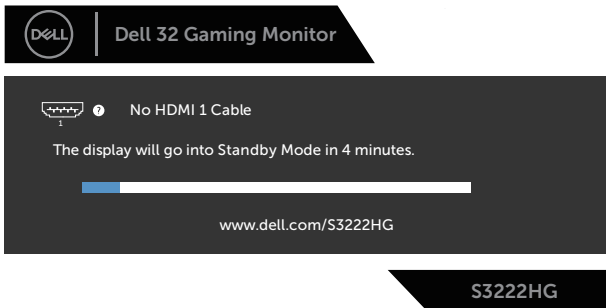 DELL
Dell 32 Gaming Monitor
? No HDMI 1 Cable
1
The display will go into Standby Mode in 4 minutes.
www.dell.com/S3222HG
S3222HG